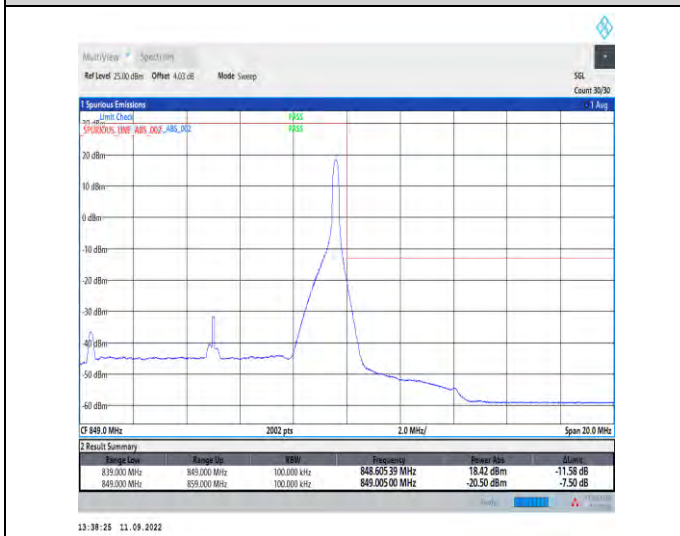 MultiView Spectrum
Ref Level 25.00 dBm Offset 4.03 dB Mode Sweep SGL
Count 30/30
1 Spurious Emissions 1 Avg
Limit Check PASS
SPURIOUS_LINE_ABS_002 _ABS_002 PASS
20 dBm
10 dBm
0 dBm
-10 dBm
-20 dBm
-30 dBm
-40 dBm
-50 dBm
-60 dBm
CF 849.0 MHz 2002 pts 2.0 MHz/ Span 20.0 MHz
2 Result Summary
Range Low Range Up RBW Frequency Power Abs ΔLimit
839.000 MHz 849.000 MHz 100.000 kHz 848.60539 MHz 18.42 dBm -11.58 dB
849.000 MHz 859.000 MHz 100.000 kHz 849.00500 MHz -20.50 dBm -7.50 dB
13:38:25 11.09.2022